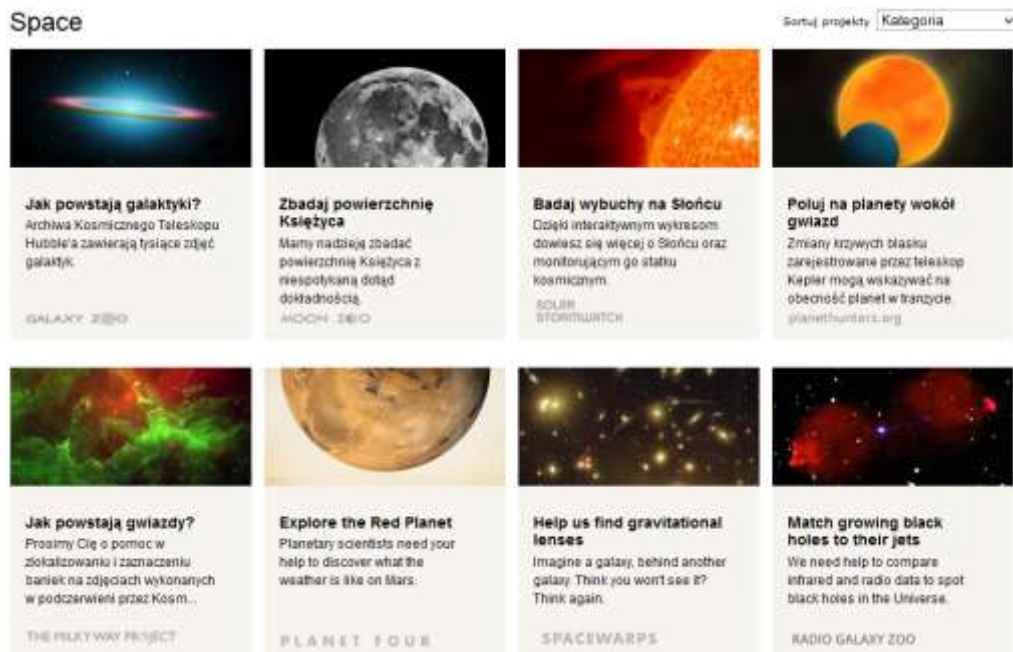 Space
Sortuj projekty Kategoria
Jak powstają galaktyki?
Archiwa Kosmicznego Teleskopu
Hubble'a zawierają tysiące zdjęć
galaktyk.
GALAXY ZOO
Zbadaj powierzchnię
Księżyca
Mamy nadzieję zbadać
powierzchnię Księżyca z
niespotykaną dotąd
dokładnością.
MOON ZOO
Badaj wybuchy na Słońcu
Dzięki interaktywnym wykresom
dowiesz się więcej o Słońcu oraz
monitorującym go statku
kosmicznym.
SOLAR
STORMWATCH
Poluj na planety wokół
gwiazd
Zmiany krzywych blasku
zarejestrowane przez teleskop
Kepler mogą wskazywać na
obecność planet w tranzycie.
planethunters.org
Jak powstają gwiazdy?
Prosimy Cię o pomoc w
zlokalizowaniu i zaznaczeniu
baniek na zdjęciach wykonanych
w podczerwieni przez Kosm...
THE MILKY WAY PROJECT
Explore the Red Planet
Planetary scientists need your
help to discover what the
weather is like on Mars.
PLANET FOUR
Help us find gravitational
lenses
Imagine a galaxy, behind another
galaxy. Think you won't see it?
Think again.
SPACEWARPS
Match growing black
holes to their jets
We need help to compare
infrared and radio data to spot
black holes in the Universe.
RADIO GALAXY ZOO